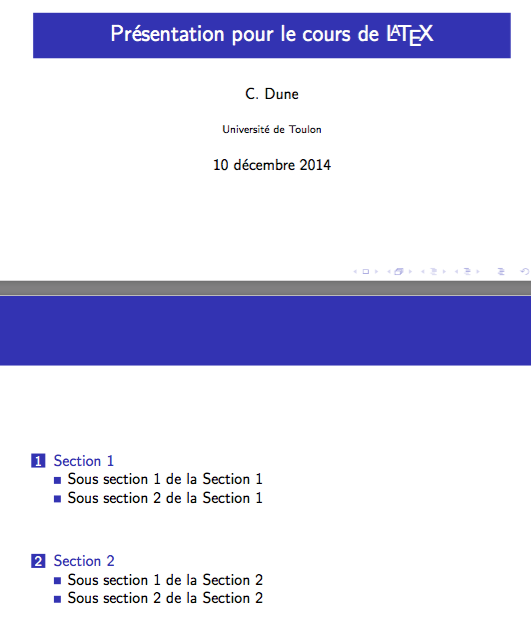 Présentation pour le cours de LATEX
C. Dune
Université de Toulon
10 décembre 2014
1 Section 1
Sous section 1 de la Section 1
Sous section 2 de la Section 1
2 Section 2
Sous section 1 de la Section 2
Sous section 2 de la Section 2